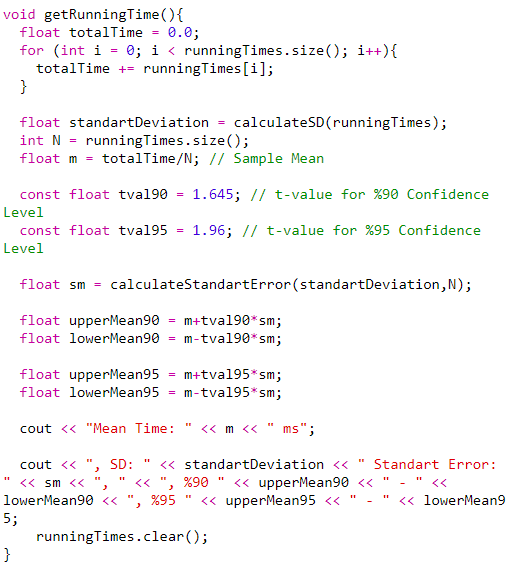 void getRunningTime(){
  float totalTime = 0.0;
  for (int i = 0; i < runningTimes.size(); i++){
    totalTime += runningTimes[i];
  }

  float standartDeviation = calculateSD(runningTimes);
  int N = runningTimes.size();
  float m = totalTime/N; // Sample Mean

  const float tval90 = 1.645; // t-value for %90 Confidence
Level
  const float tval95 = 1.96; // t-value for %95 Confidence
Level

  float sm = calculateStandartError(standartDeviation,N);

  float upperMean90 = m+tval90*sm;
  float lowerMean90 = m-tval90*sm;

  float upperMean95 = m+tval95*sm;
  float lowerMean95 = m-tval95*sm;

  cout << "Mean Time: " << m << " ms";

  cout << ", SD: " << standartDeviation << " Standart Error:
" << sm << ", " << ", %90 " << upperMean90 << " - " <<
lowerMean90 << ", %95 " << upperMean95 << " - " << lowerMean9
5;
    runningTimes.clear();
}